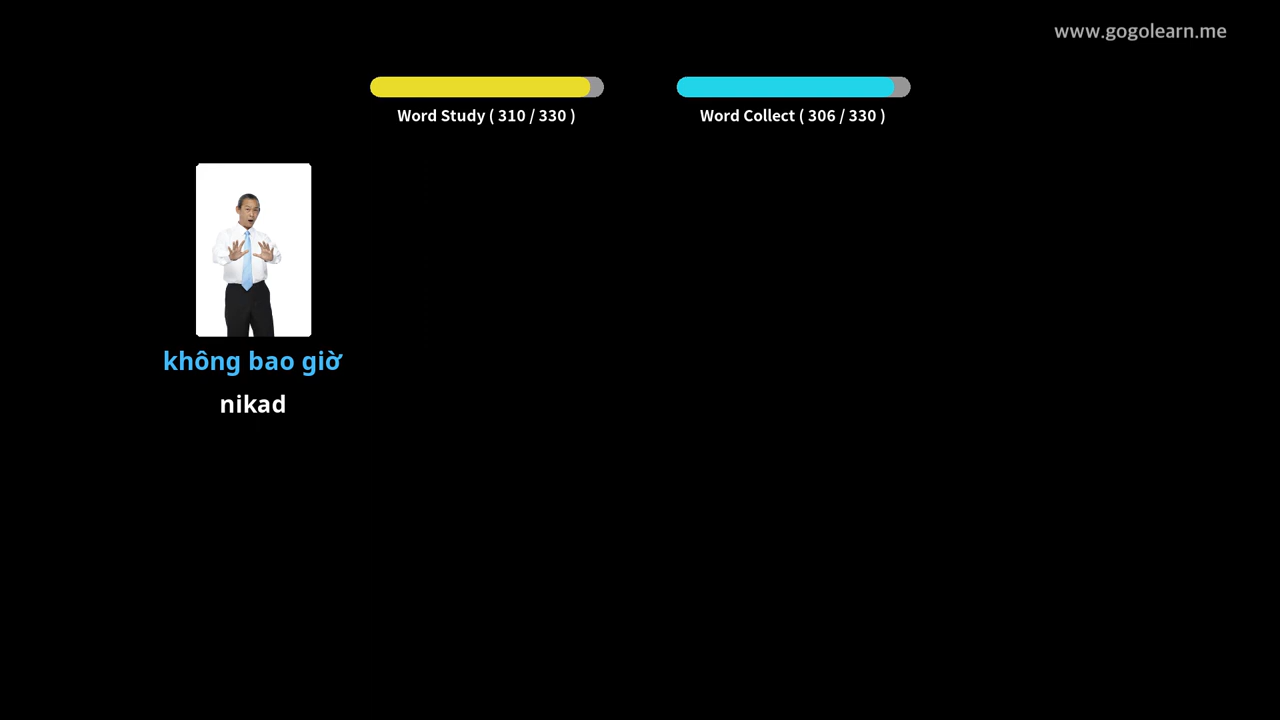 www.gogolearn.me
Word Study ( 310 / 330 )
Word Collect ( 306 / 330 )
không bao giờ
nikad